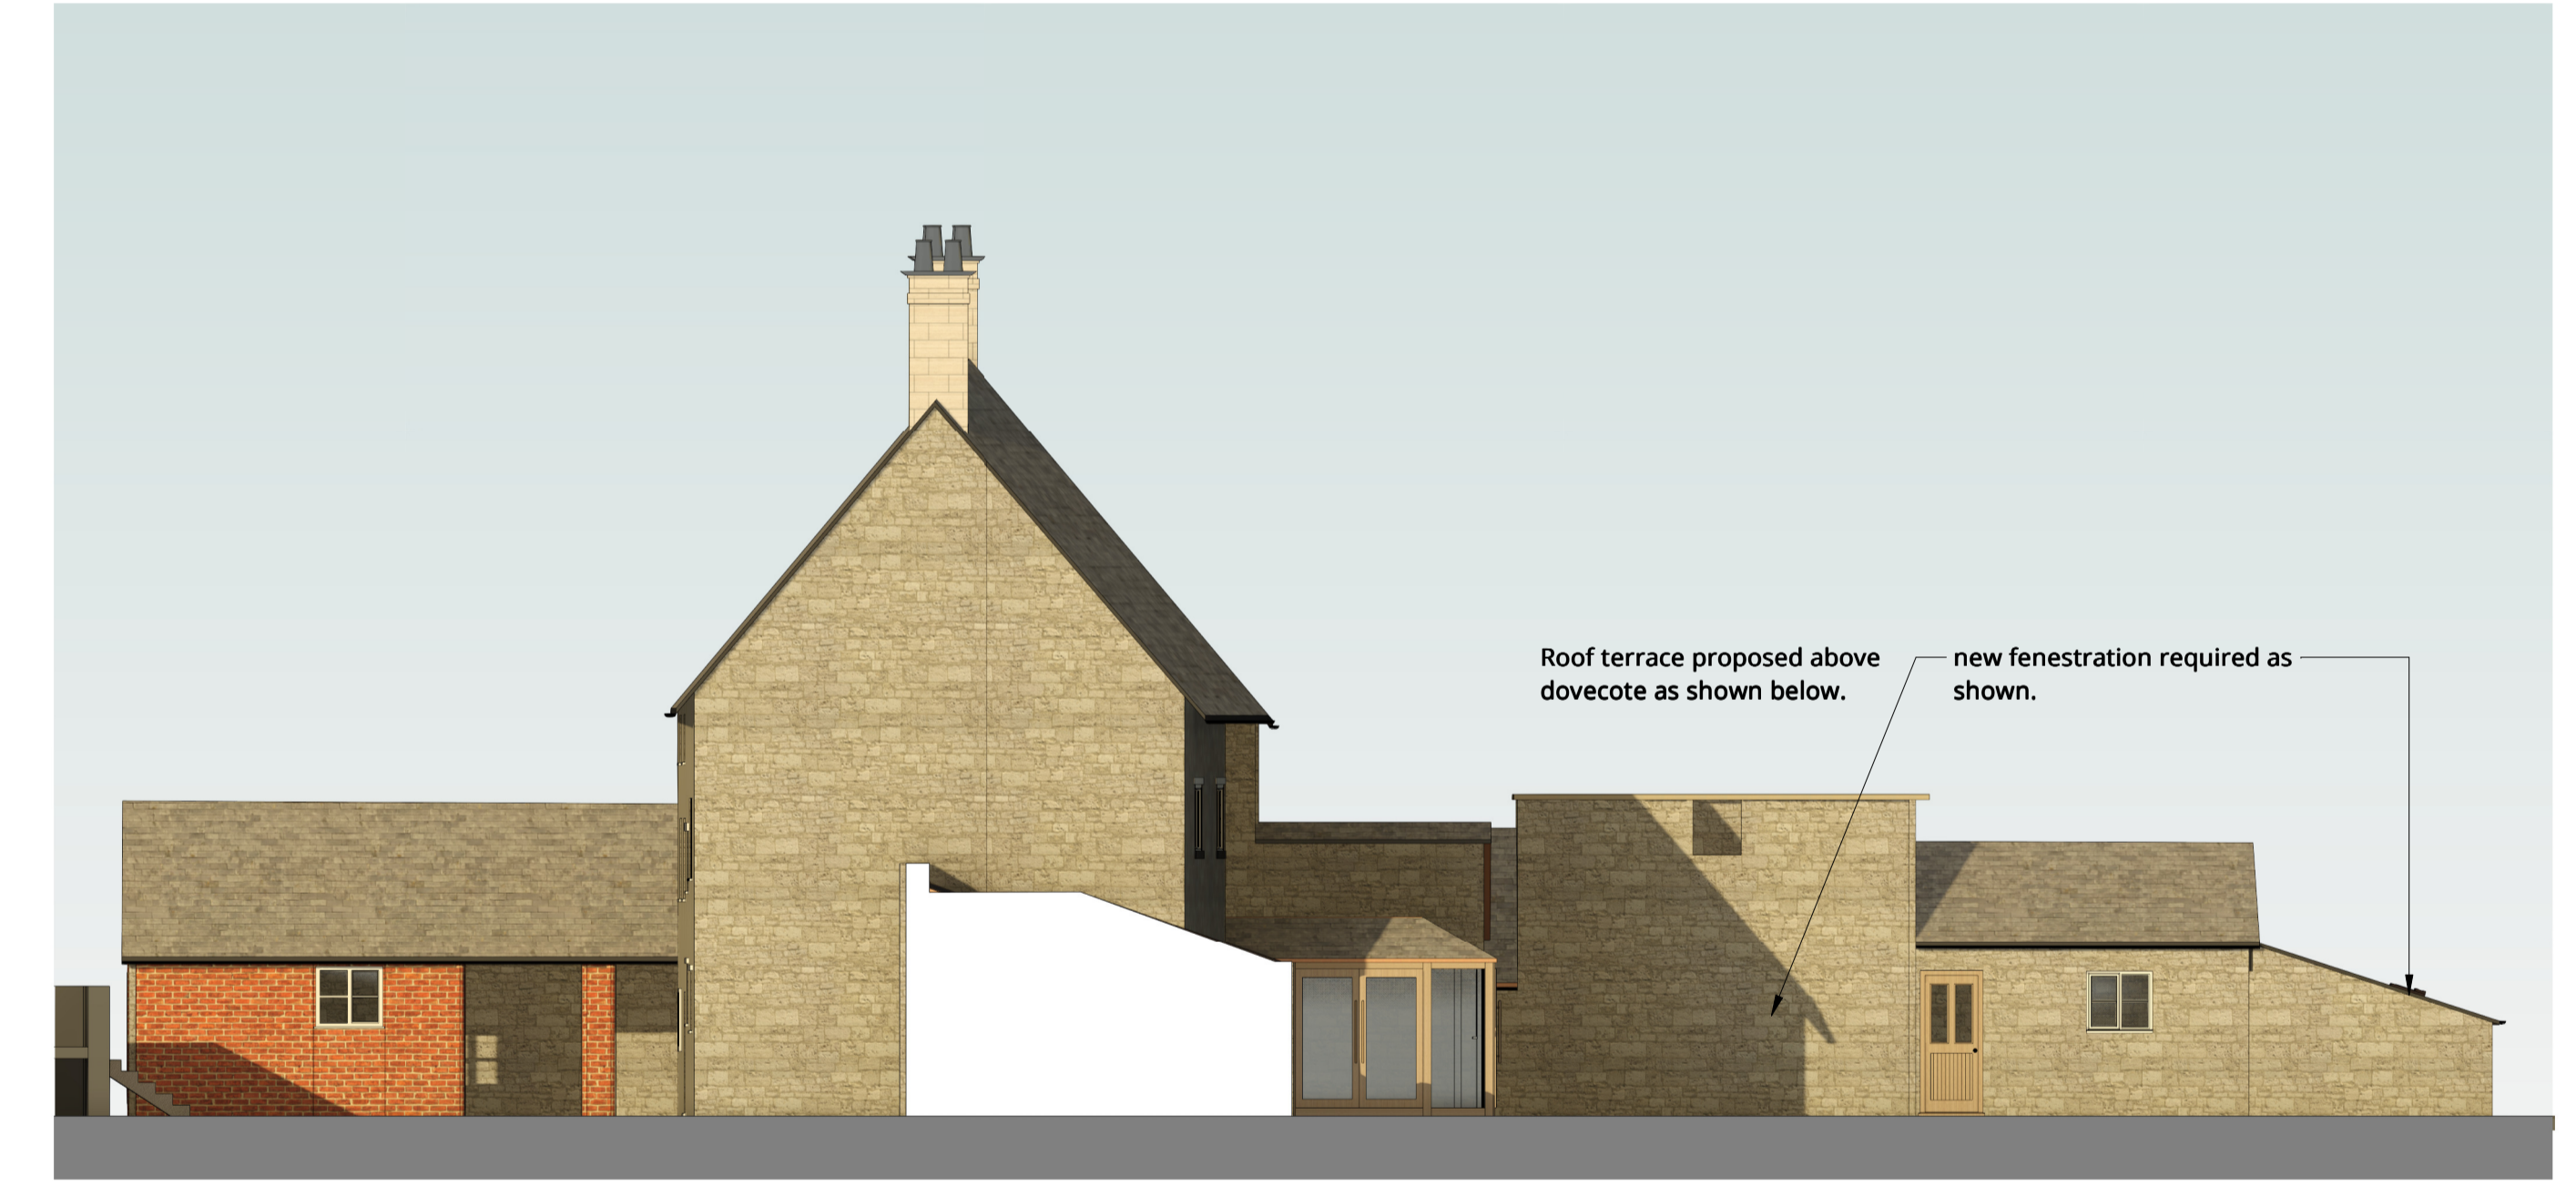 Roof terrace proposed above
dovecote as shown below.
new fenestration required as
shown.